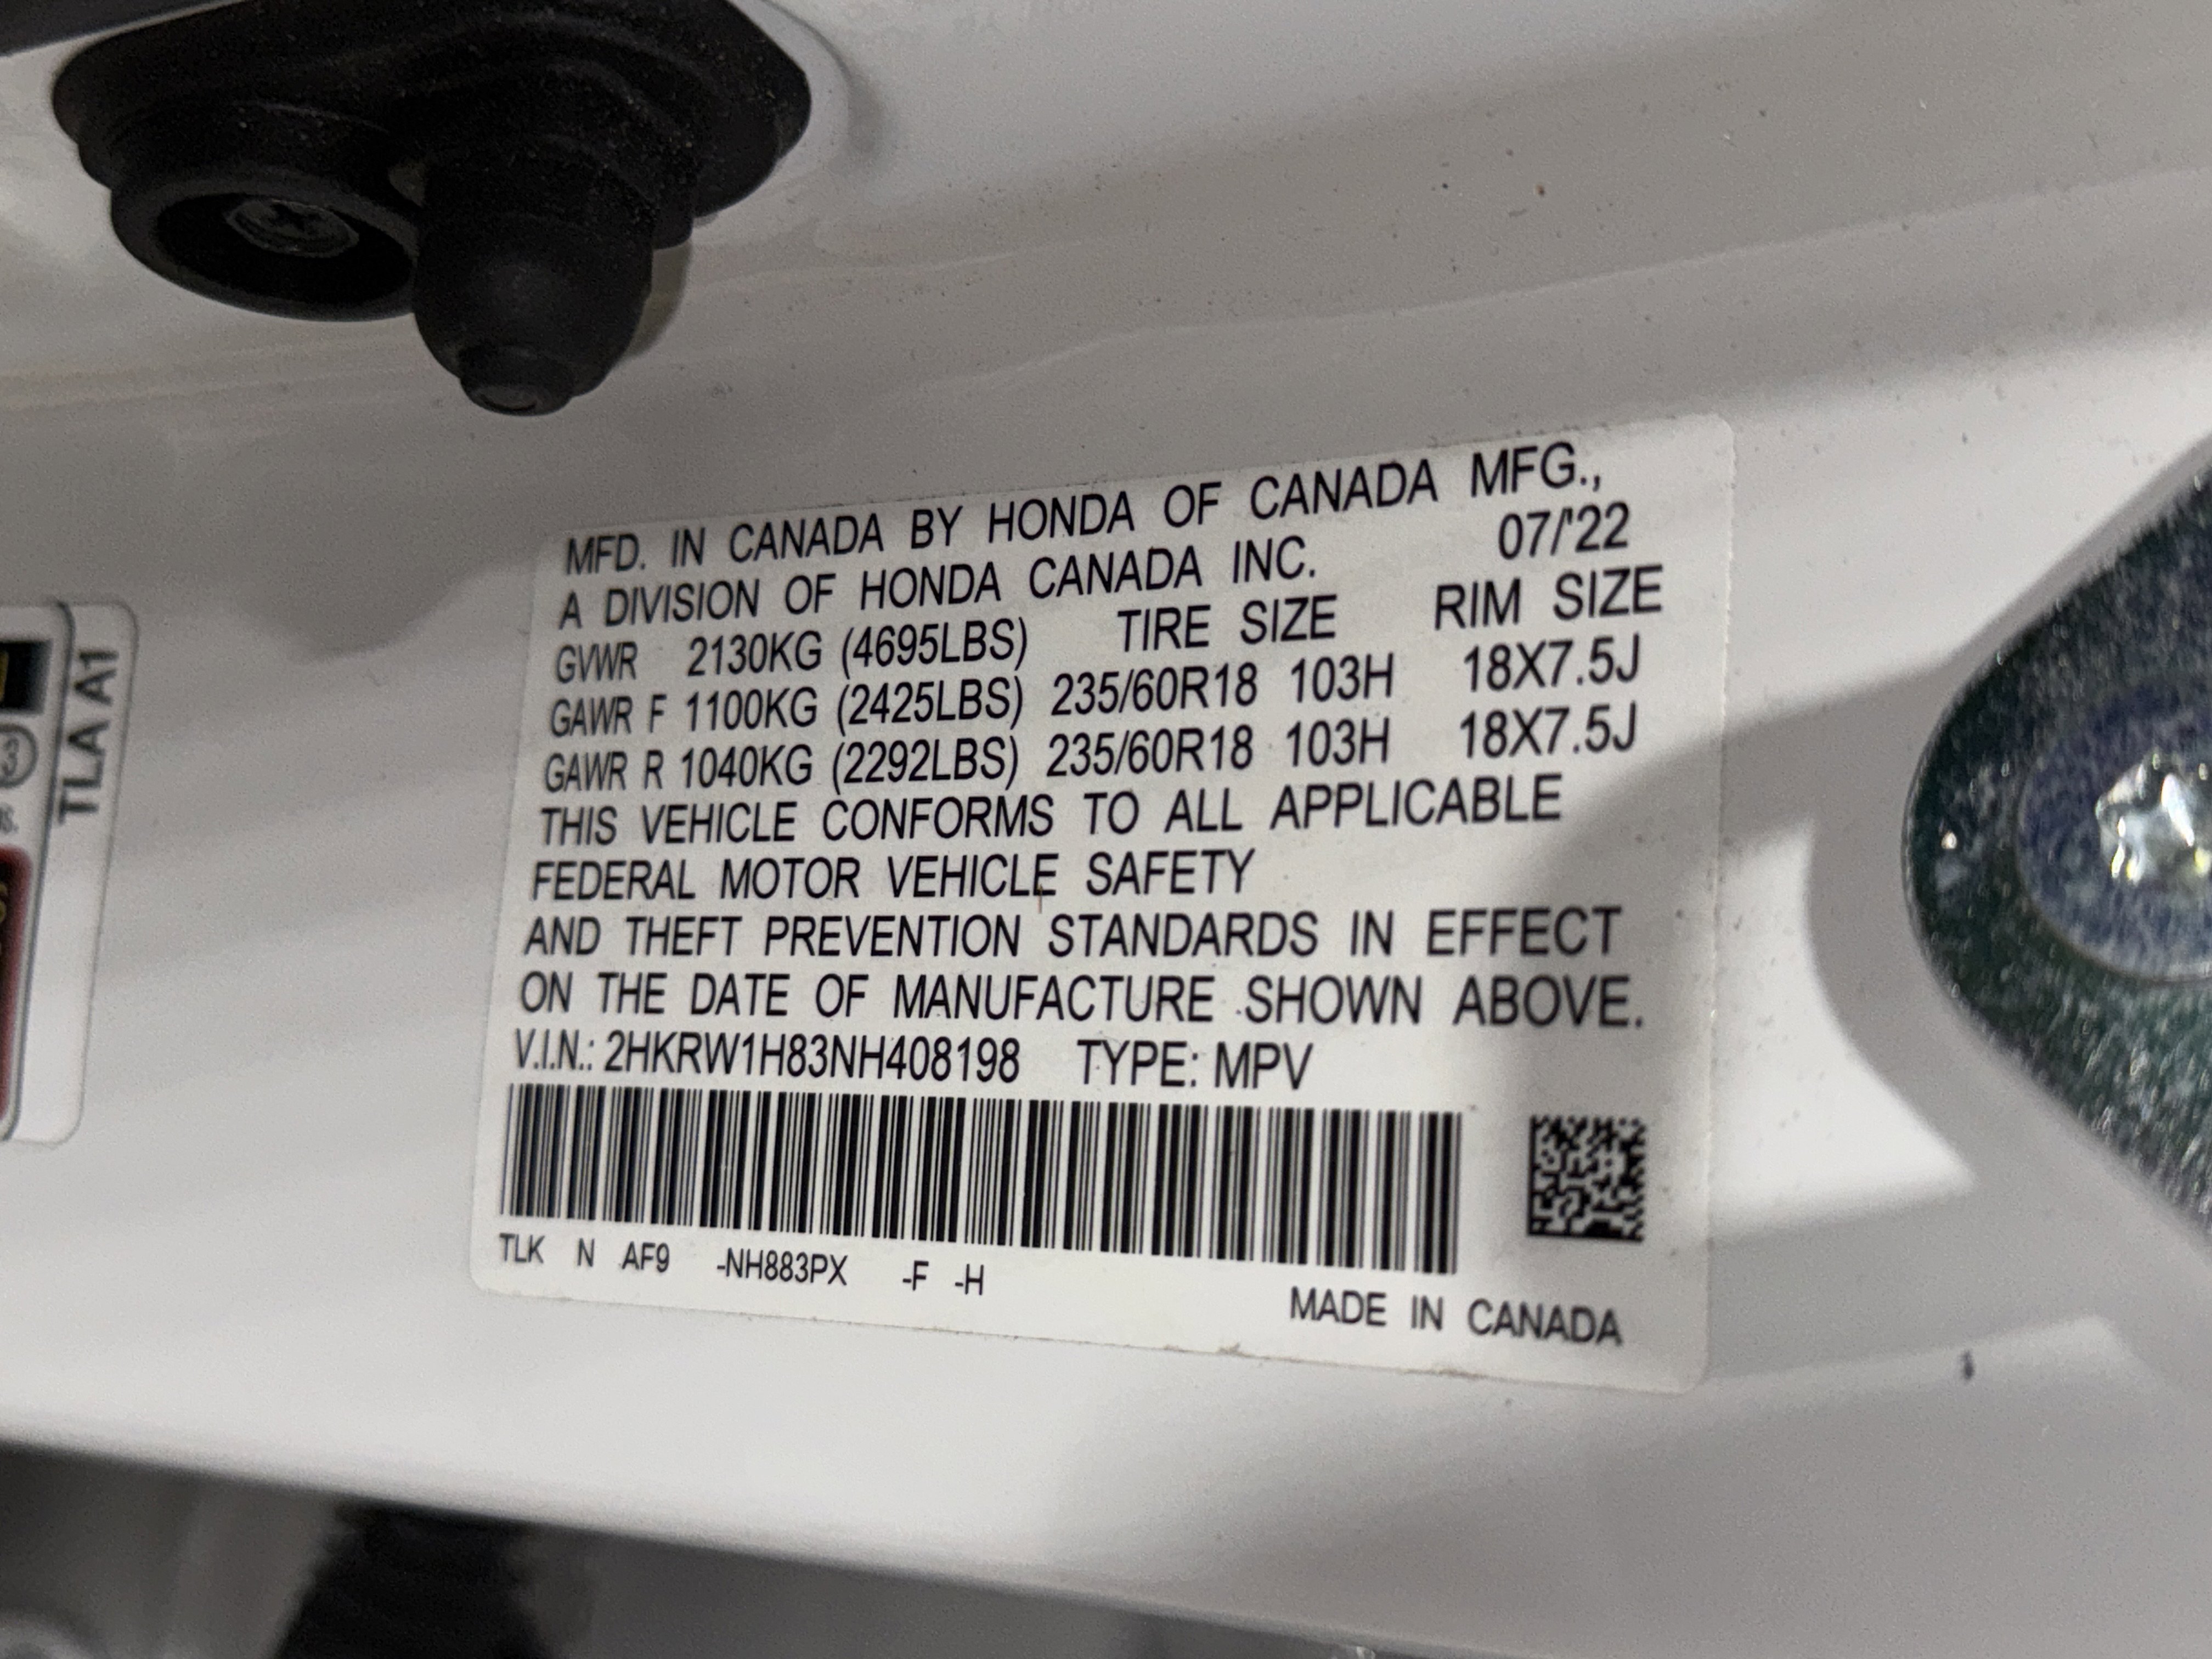 MFD. IN CANADA BY HONDA OF CANADA MFG.,
A DIVISION OF HONDA CANADA INC. 07/'22
GVWR 2130KG (4695LBS) TIRE SIZE RIM SIZE
GAWR F 1100KG (2425LBS) 235/60R18 103H 18X7.5J
GAWR R 1040KG (2292LBS) 235/60R18 103H 18X7.5J
THIS VEHICLE CONFORMS TO ALL APPLICABLE
FEDERAL MOTOR VEHICLE SAFETY
AND THEFT PREVENTION STANDARDS IN EFFECT
ON THE DATE OF MANUFACTURE SHOWN ABOVE.
V.I.N.: 2HKRW1H83NH408198 TYPE: MPV
TLK N AF9 -NH883PX -F -H
MADE IN CANADA
TLA A1
3